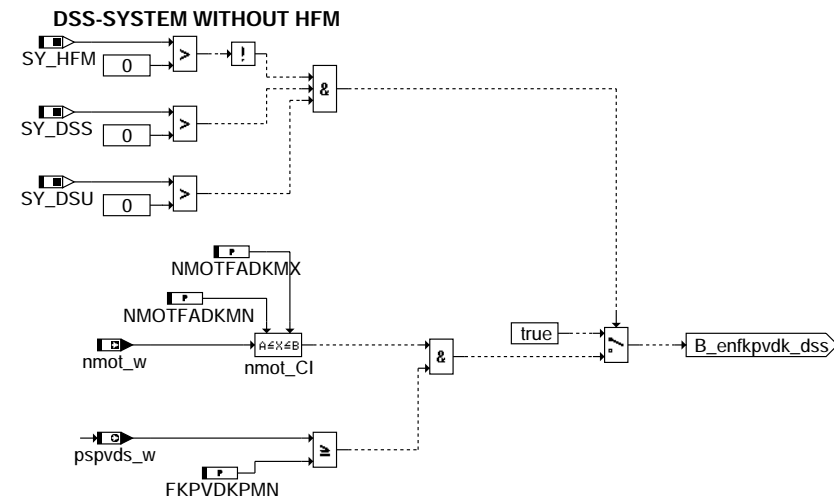 DSS-SYSTEM WITHOUT HFM
SY_HFM
0
>
!
&
SY_DSS
0
>
SY_DSU
0
>
NMOTFADKMX
P
NMOTFADKMN
P
nmot_w
A≤X≤B
nmot_CI
&
true
B_enfkpvdk_dss
pspvds_w
≥
P
FKPVDKPMN